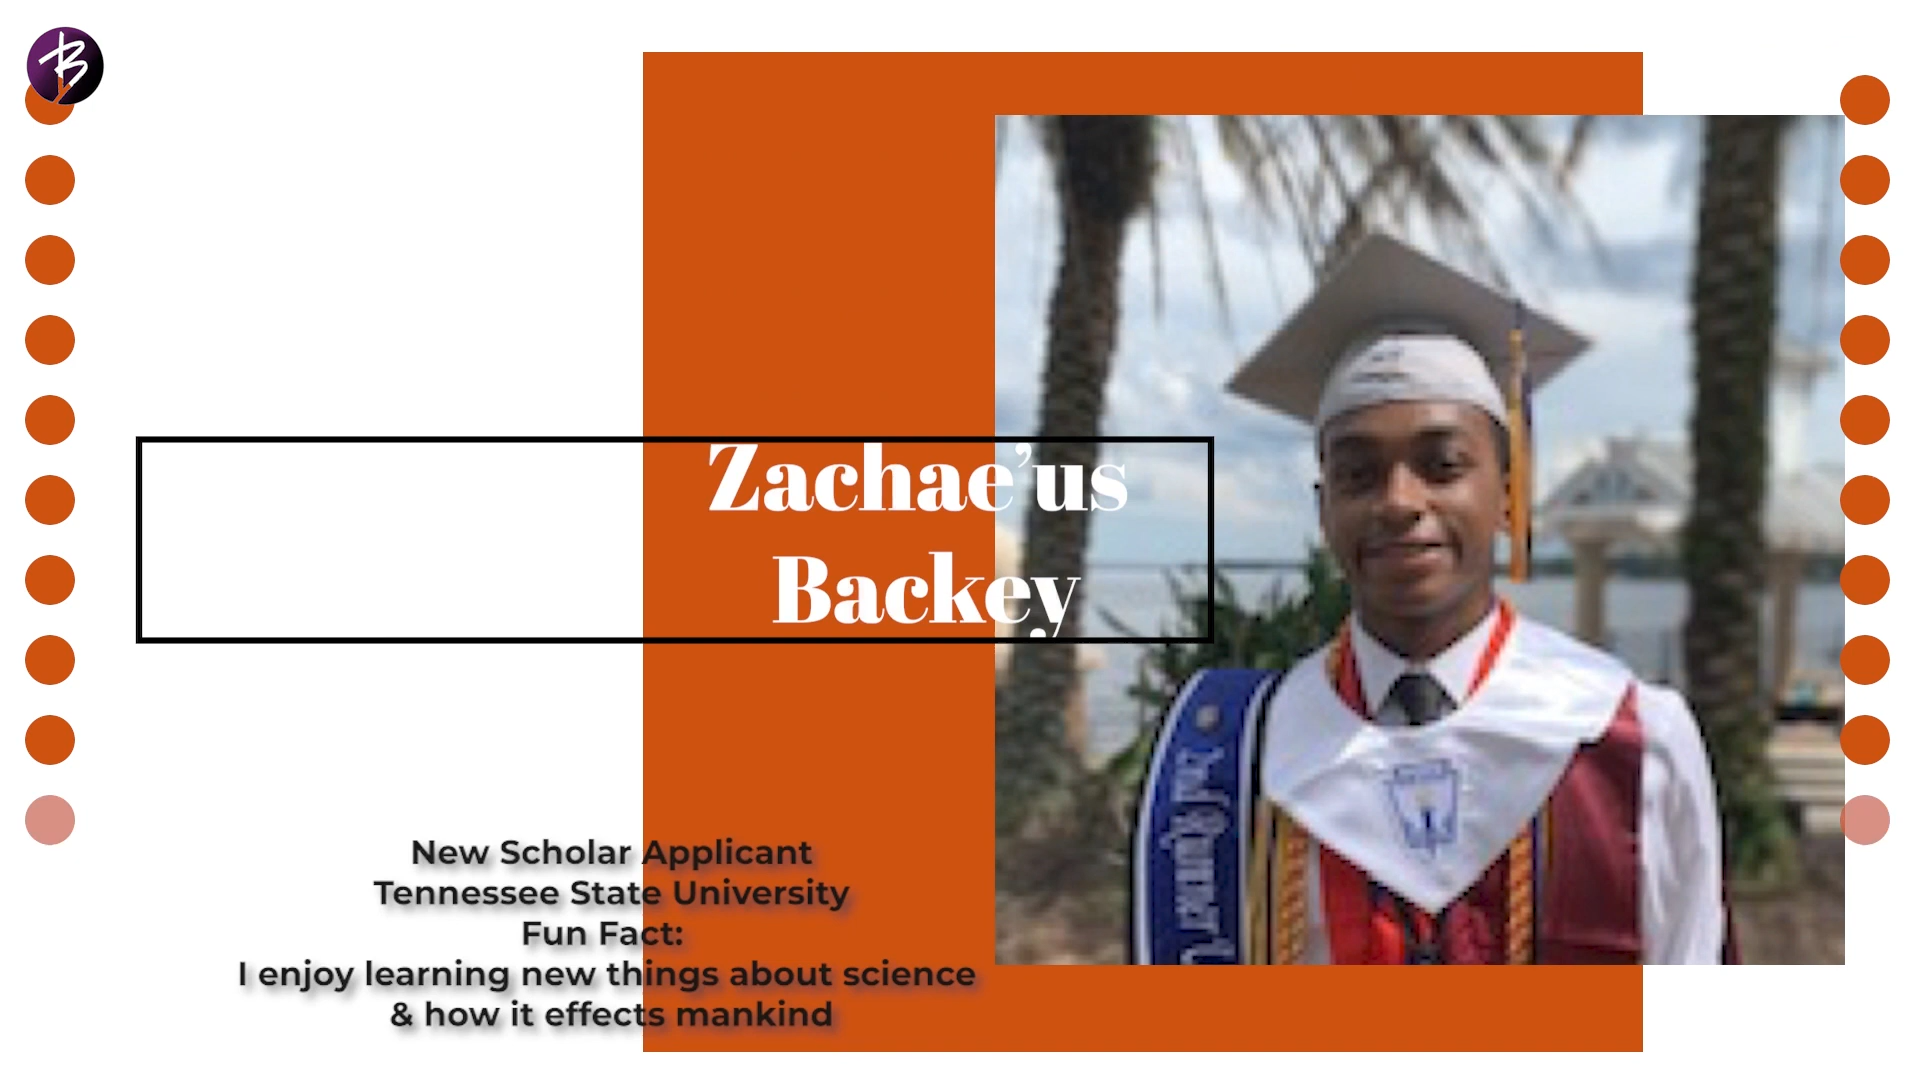 Zachae’us
Backey
New Scholar Applicant
Tennessee State University
Fun Fact:
I enjoy learning new things about science
& how it effects mankind